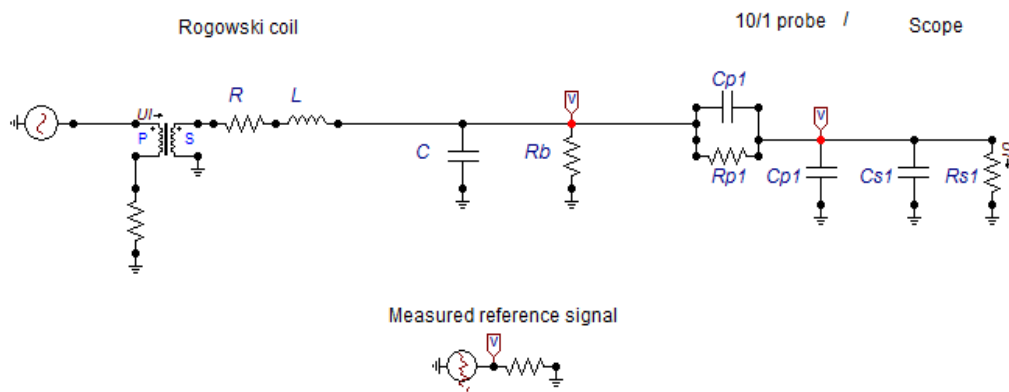 Rogowski coil
10/1 probe / Scope
UI
P
S
R
L
C
V
Rb
Cp1
Rp1
V
Cp1
Cs1
Rs1
Measured reference signal
V